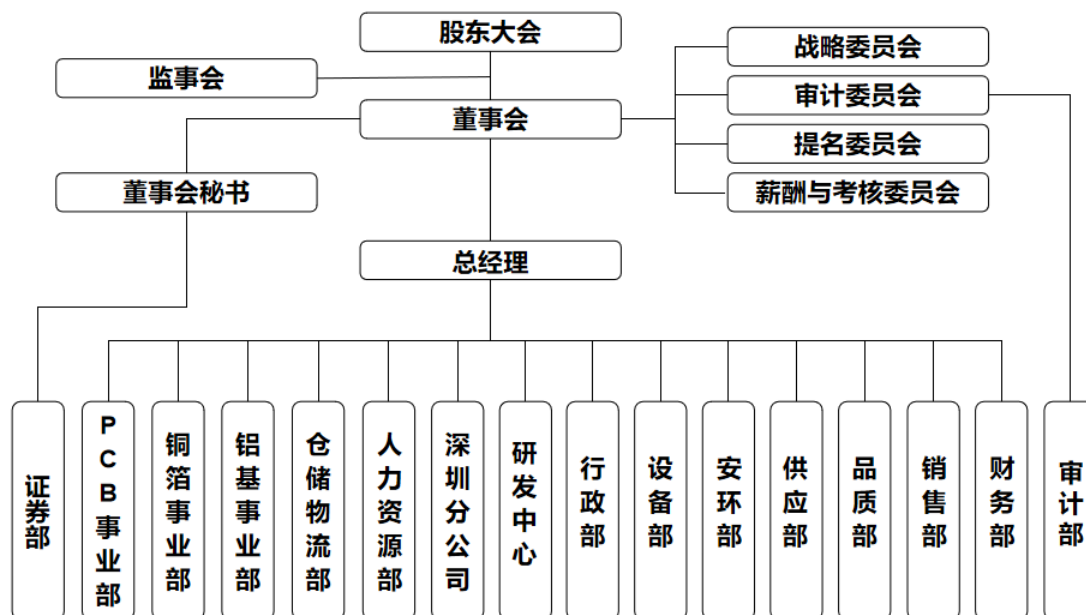 股东大会
战略委员会
监事会
审计委员会
董事会
提名委员会
董事会秘书
薪酬与考核委员会
总经理
证券部
PCB事业部
铜箔事业部
铝基事业部
仓储物流部
人力资源部
深圳分公司
研发中心
行政部
设备部
安环部
供应部
品质部
销售部
财务部
审计部